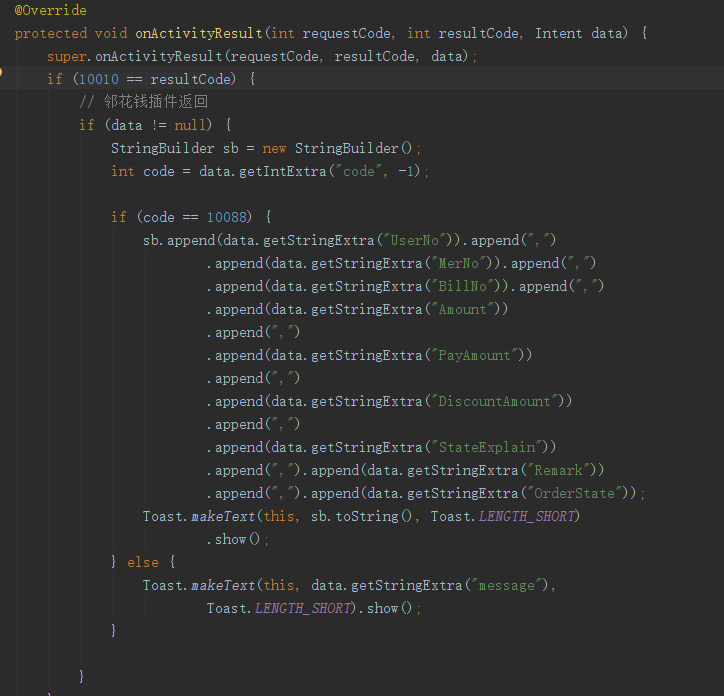 @Override
protected void onActivityResult(int requestCode, int resultCode, Intent data) {
super.onActivityResult(requestCode, resultCode, data);
if (10010 == resultCode) {
// 邻花钱插件返回
if (data != null) {
StringBuilder sb = new StringBuilder();
int code = data.getIntExtra("code", -1);
if (code == 10088) {
sb.append(data.getStringExtra("UserNo")).append(",")
.append(data.getStringExtra("MerNo")).append(",")
.append(data.getStringExtra("BillNo")).append(",")
.append(data.getStringExtra("Amount"))
.append(",")
.append(data.getStringExtra("PayAmount"))
.append(",")
.append(data.getStringExtra("DiscountAmount"))
.append(",")
.append(data.getStringExtra("StateExplain"))
.append(",").append(data.getStringExtra("Remark"))
.append(",").append(data.getStringExtra("OrderState"));
Toast.makeText(this, sb.toString(), Toast.LENGTH_SHORT)
.show();
} else {
Toast.makeText(this, data.getStringExtra("message"),
Toast.LENGTH_SHORT).show();
}
}